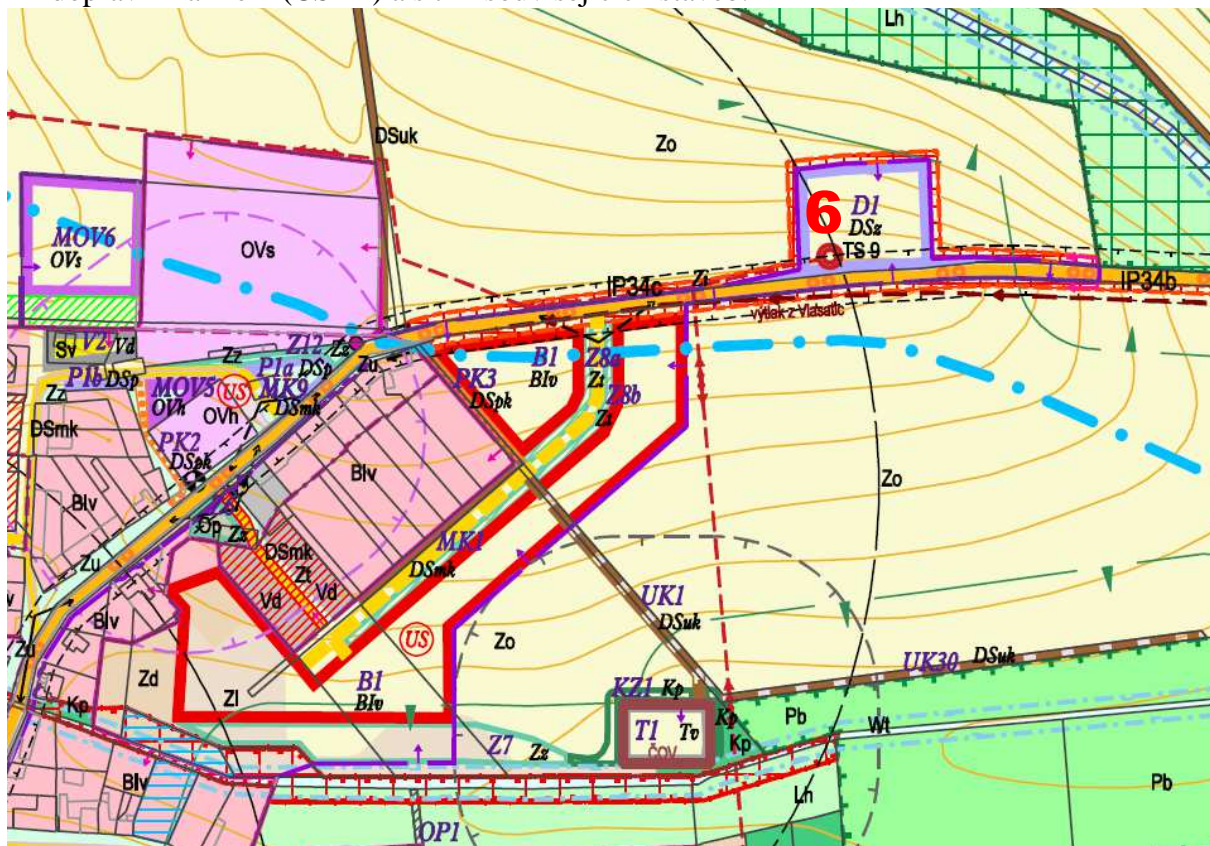 Lh
DSuk
Zo
6
D1
DSz
TS 9
MOV6
OVs
OVs
IP34c
Zi
IP34b
výtlak z Vlasatic
V2
Sv
Vd
Zz
Z12
Zz
Zu
P1b
DSp
P1a
DSp
B1
BIv
Z8a
Zt
Z8b
Zt
PK3
DSpk
Zz
MOV5
OVh
US
OVh
MK9
DSmk
DSmk
PK2
DSpk
BIv
BIv
Zo
Op
Zz
DSmk
Zt
Vd
Vd
MK1
DSmk
Zu
BIv
UK1
DSuk
US
Zo
UK30
DSuk
Zu
Zd
Zl
B1
BIv
KZ1
Kp
Kp
Kp
Pb
Wt
Kp
T1
Tv
ČOV
Z7
Zz
BIv
Lh
Pb
OP1